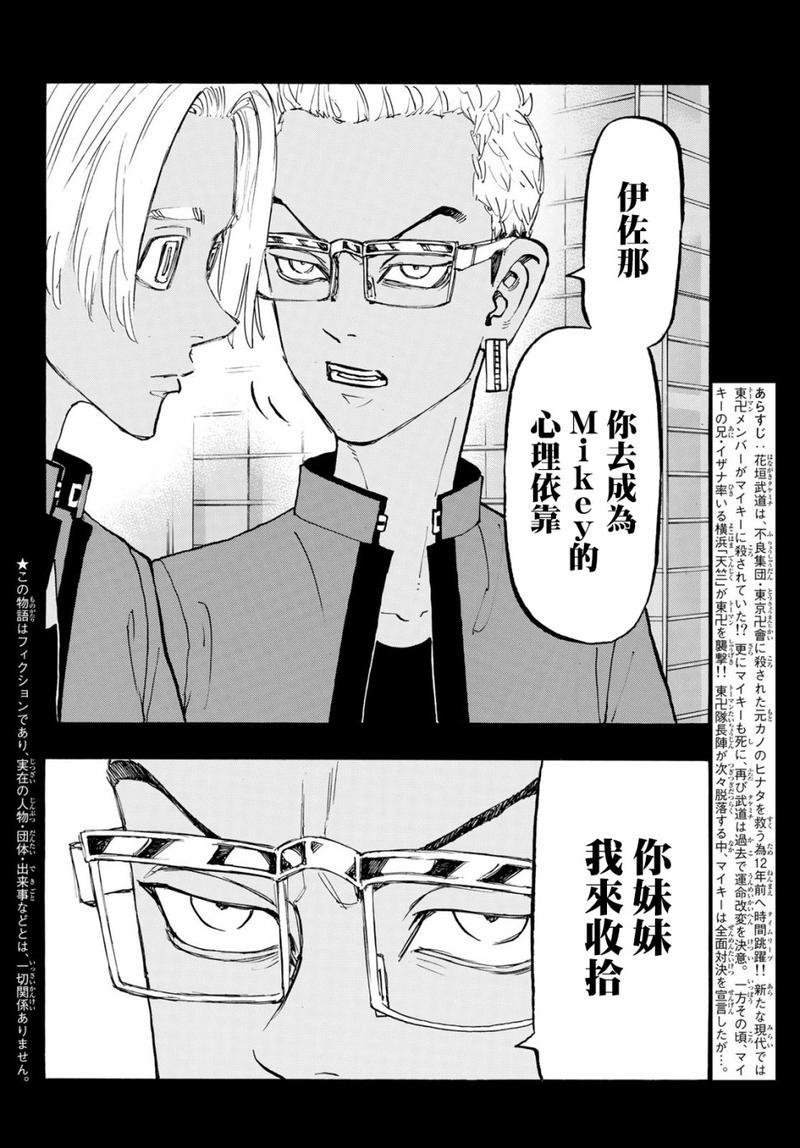 伊佐那
你去成為
Mikey的
心理依靠
你妹妹
我來收拾
あらすじ：花垣武道は、不良集団・東京卍會に殺された元カノのヒナタを救う為12年前へ時間跳躍!! 新たな現代では
東卍メンバーがマイキーに殺されていた!? 更にマイキーも死に、再び武道は過去で運命改変を決意。一方その頃、マイ
キーの兄・イザナ率いる横浜「天竺」が東卍を襲撃!! 東卍隊長陣が次々脱落する中、マイキーは全面対決を宣言したが…。
★この物語はフィクションであり、実在の人物・団体・出来事などとは、一切関係ありません。